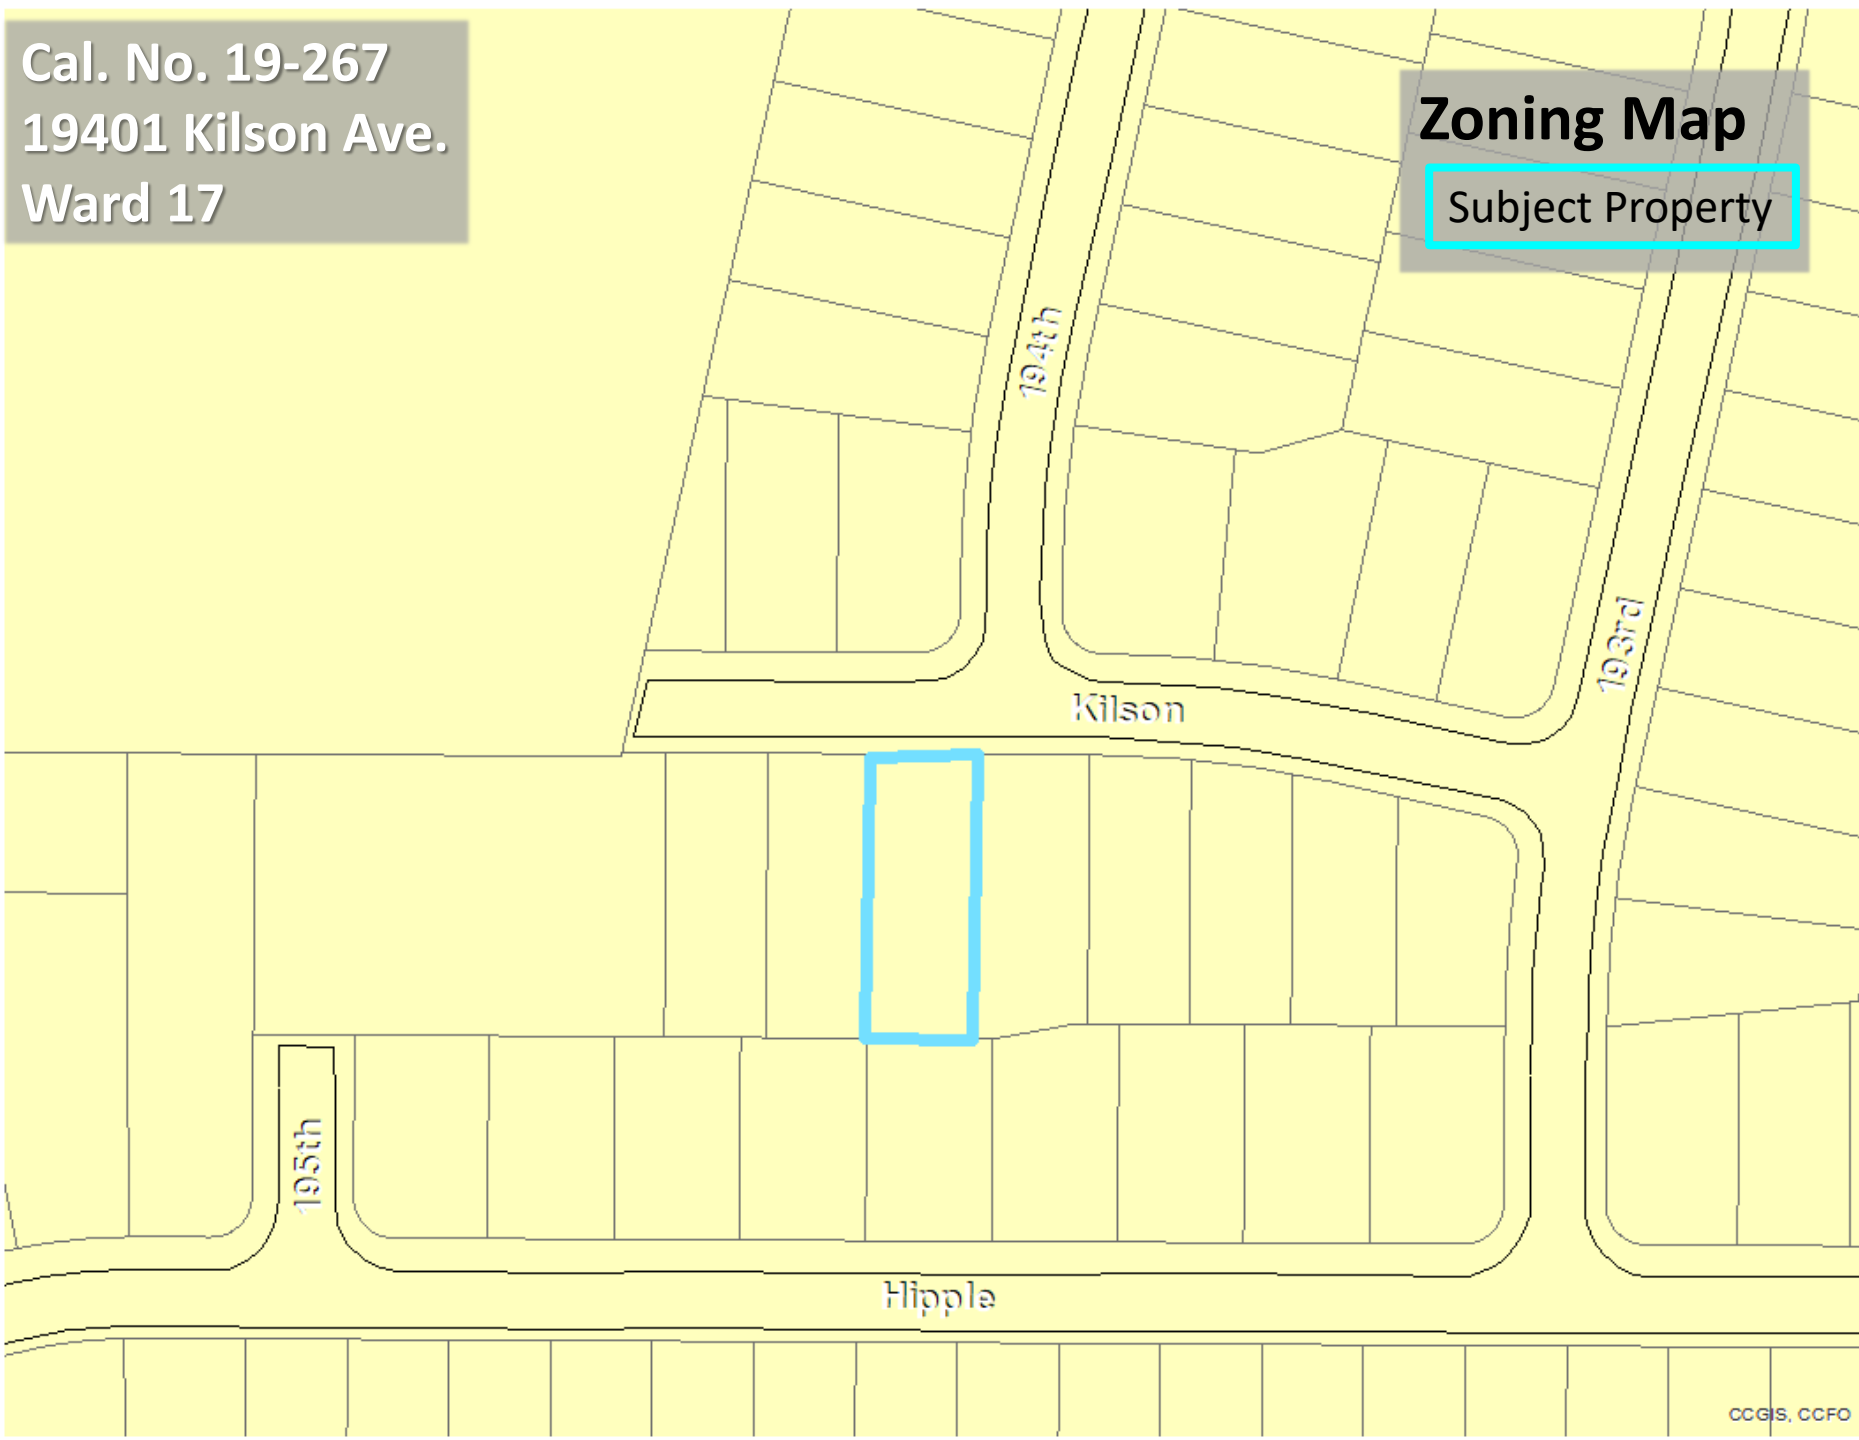 Cal. No. 19-267
19401 Kilson Ave.
Ward 17
Zoning Map
Subject Property
194th
193rd
Kilson
195th
Hipple
CCGIS, CCFO